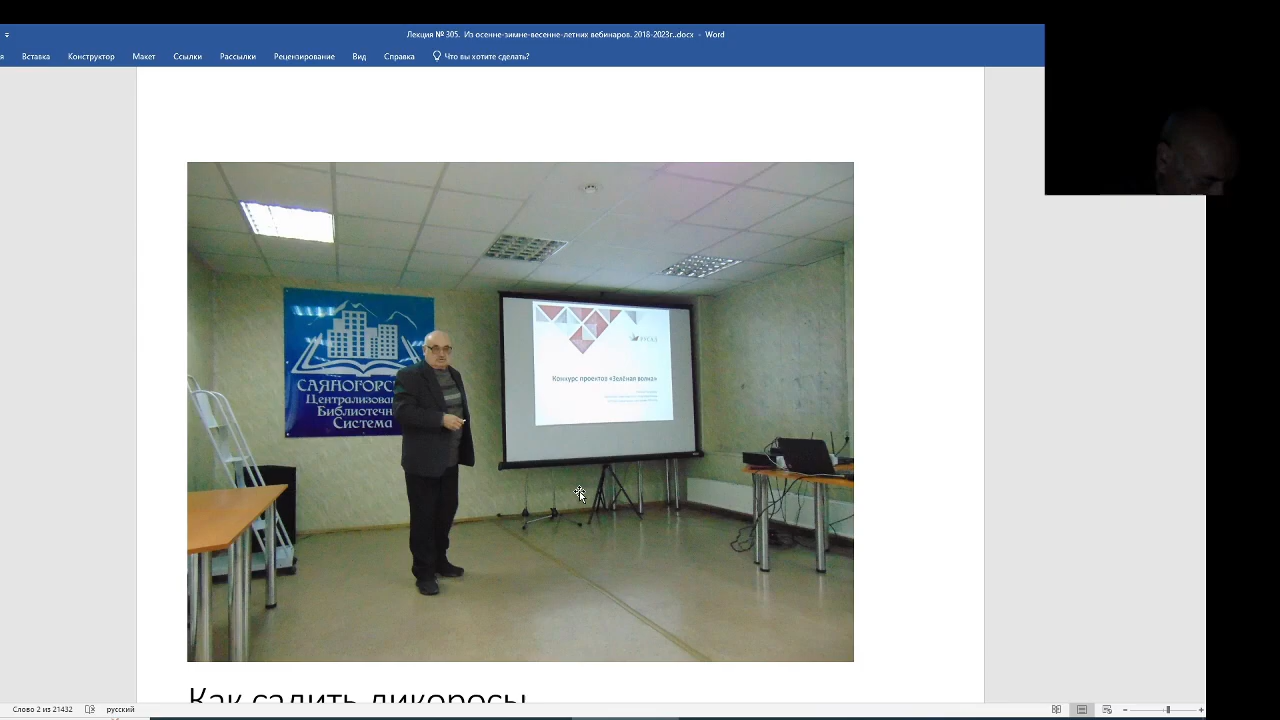 Лекция № 305. Из осенне-зимне-весенне-летних вебинаров. 2018-2023г..docx - Word
Вставка Конструктор Макет Ссылки Рассылки Рецензирование Вид Справка Что вы хотите сделать?
САЯНОГОРС
Централизова
Библиотечн
Система
РУСАЛ
Конкурс проектов «Зелёная волна»
Как садить дикоросы
Слово 2 из 21432 русский